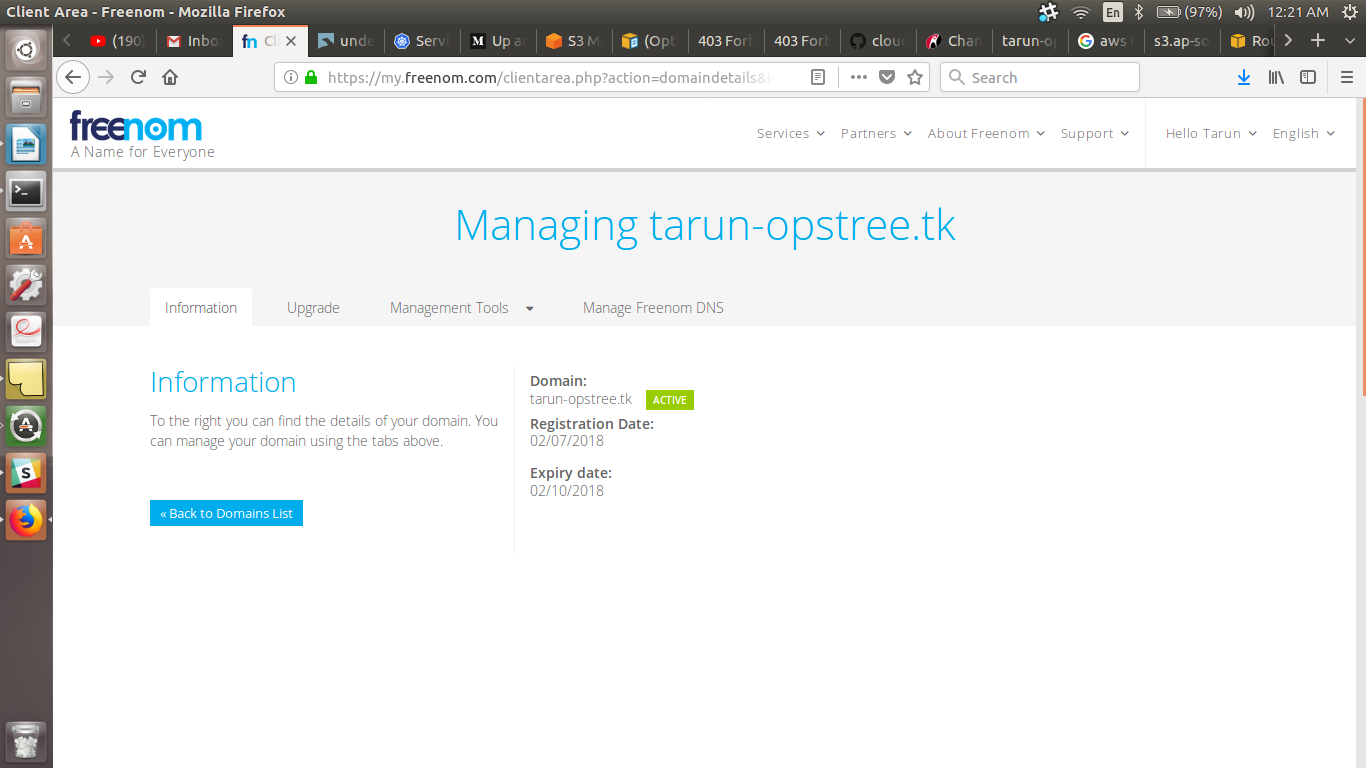 Client Area - Freenom - Mozilla Firefox
En
(97%)
12:21 AM
(190)
Inbo
Cl
unde
Servi
Up a
S3 M
(Opt
403 Forb
403 Forb
clou
Chan
tarun-op
aws
s3.ap-so
Rou
https://my.freenom.com/clientarea.php?action=domaindetails&i
Search
freenom
A Name for Everyone
Services
Partners
About Freenom
Support
Hello Tarun
English
Managing tarun-opstree.tk
Information
Upgrade
Management Tools
Manage Freenom DNS
Information
To the right you can find the details of your domain. You
can manage your domain using the tabs above.
« Back to Domains List
Domain:
tarun-opstree.tk ACTIVE
Registration Date:
02/07/2018
Expiry date:
02/10/2018